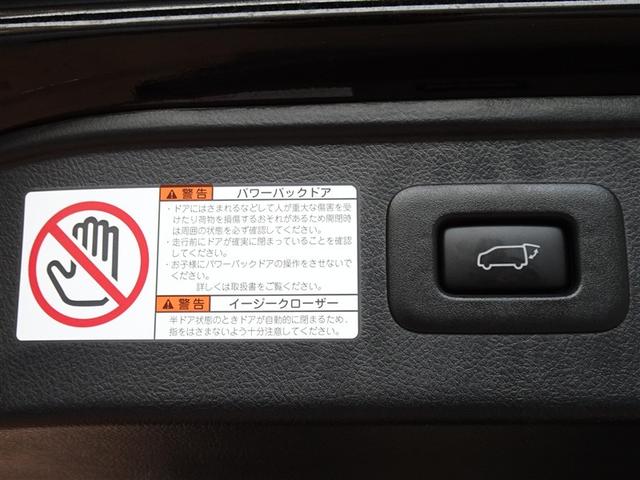 警告 パワーバックドア
・ドアにはさまれるなどして人が重大な傷害を受
けたり荷物を損傷するおそれがあるため開閉時
は周囲の状態を必ず確認してください。
・走行前にドアが確実に閉まっていることを確認
してください。
・お子様にパワーバックドアの操作をさせないで
ください。
詳しくは取扱書をご覧ください。
警告 イージークローザー
半ドア状態のときドアが自動的に閉まるため、
指をはさまないよう十分注意してください。